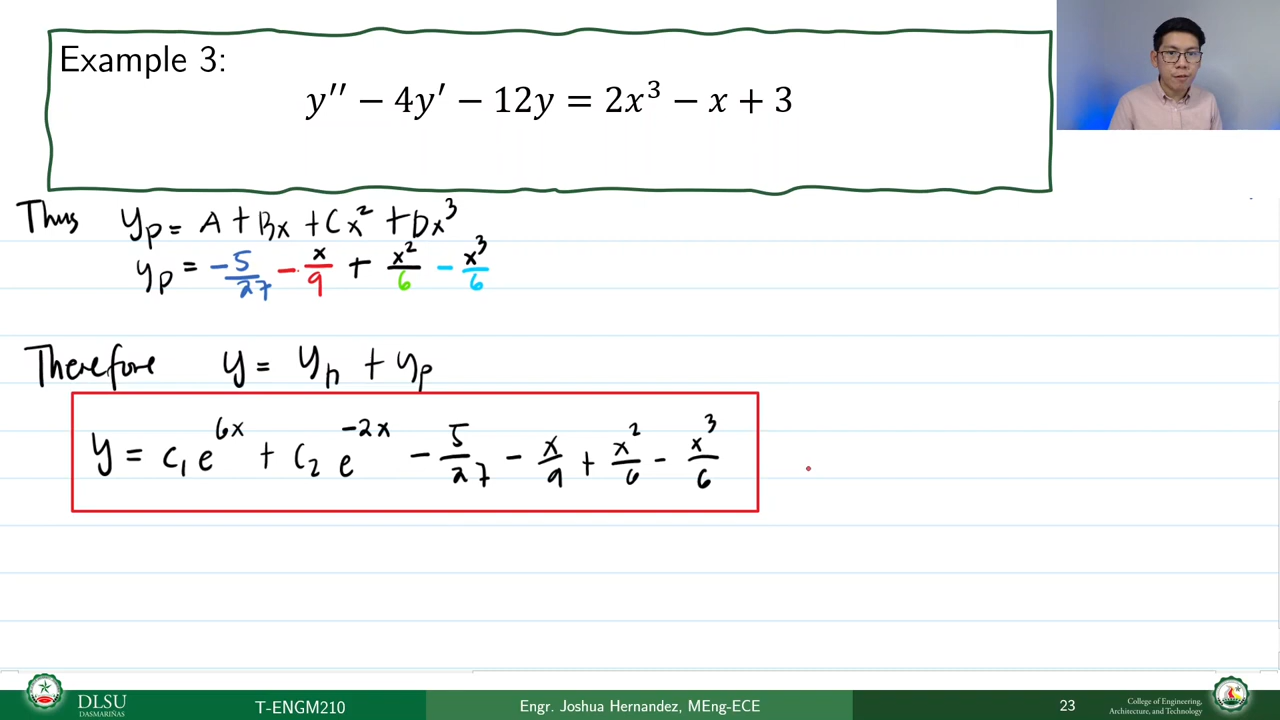 Example 3:
y′′ − 4y′ − 12y = 2x³ − x + 3
Thus yₚ = A + Bx + Cx² + Dx³
yₚ = −5/27 − x/9 + x²/6 − x³/6
Therefore y = yₕ + yₚ
y = c₁e^6x + c₂e^−2x − 5/27 − x/9 + x²/6 − x³/6
DLSU
DASMARIÑAS
T-ENGM210
Engr. Joshua Hernandez, MEng-ECE
23
College of Engineering,
Architecture, and Technology